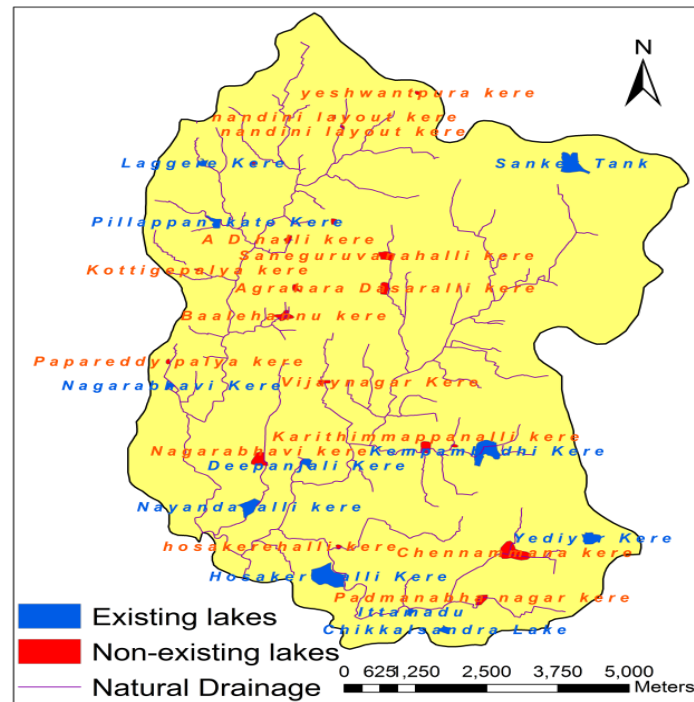 N
yeshwantpura kere
nandini layout kere
nandini layout kere
Laggere Kere
Sankey Tank
Pillappanakate Kere
A D halli kere
Saneguruvanahalli kere
Kottigepalya kere
Agrahara Dasaralli kere
Baalehannu kere
Papareddy palya kere
Nagarabhavi Kere
Vijaynagar Kere
Karithimmappanalli kere
Nagarabhavi kere
Kempambudhi Kere
Deepanjali Kere
Nayandahalli kere
Yediyur Kere
hosakerehalli kere
Chennammana kere
Hosakerehalli Kere
Padmanabha nagar kere
Ittamadu
Chikkalsandra Lake
Existing lakes
Non-existing lakes
Natural Drainage
0 625 1,250 2,500 3,750 5,000
Meters